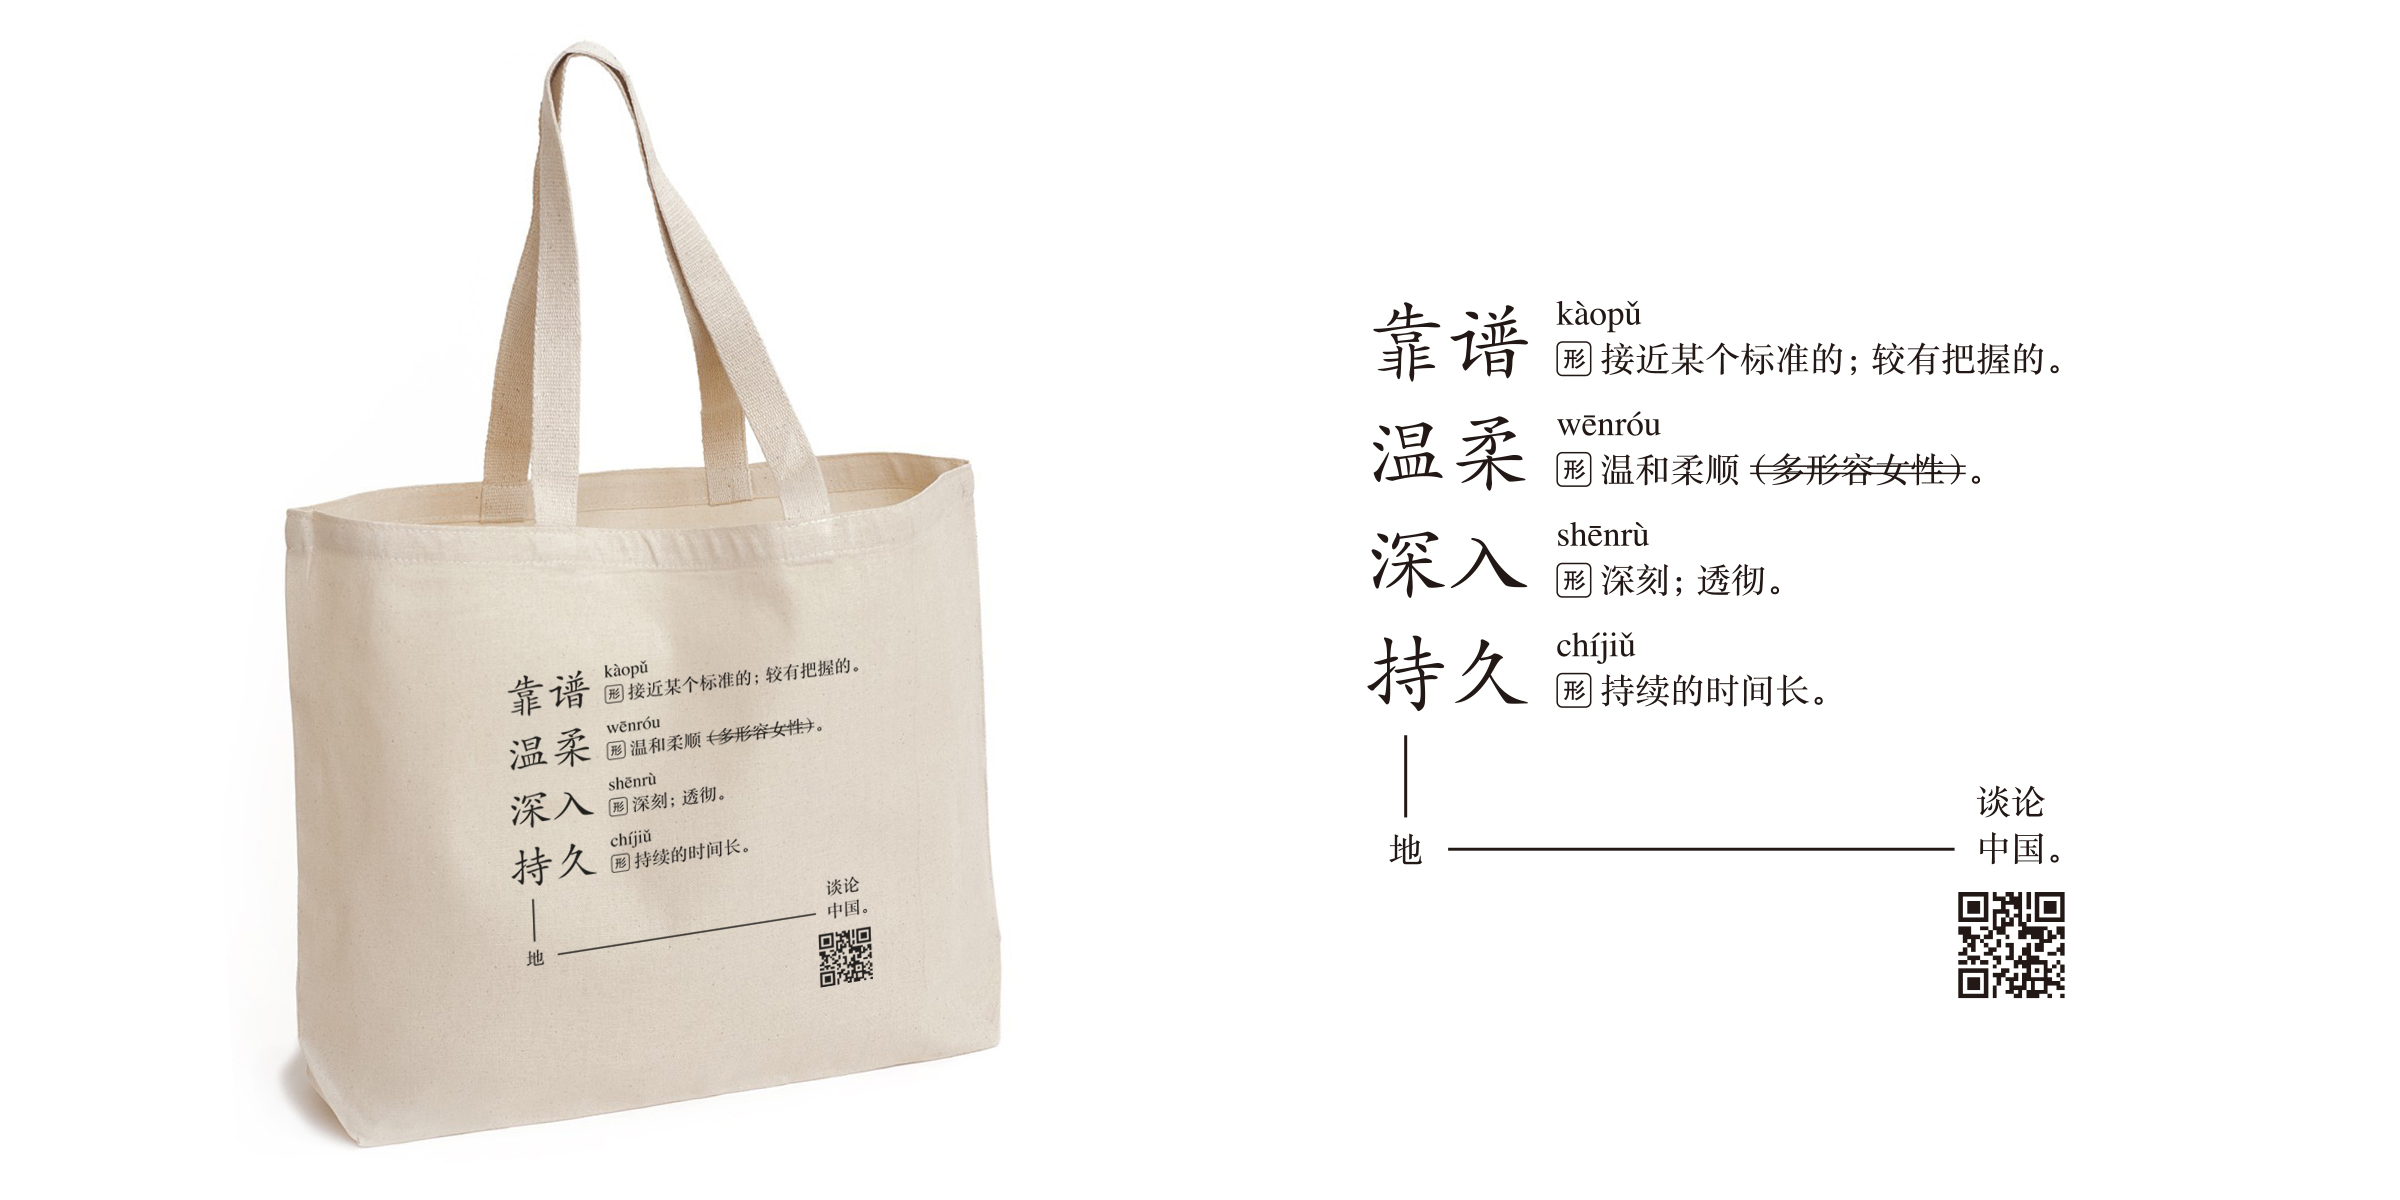 靠谱 kàopǔ
形 接近某个标准的；较有把握的。
温柔 wēnróu
形 温和柔顺（多形容女性）。
深入 shēnrù
形 深刻；透彻。
持久 chíjiǔ
形 持续的时间长。
地
谈论
中国。
靠谱 kàopǔ
形 接近某个标准的；较有把握的。
温柔 wēnróu
形 温和柔顺（多形容女性）。
深入 shēnrù
形 深刻；透彻。
持久 chíjiǔ
形 持续的时间长。
地
谈论
中国。